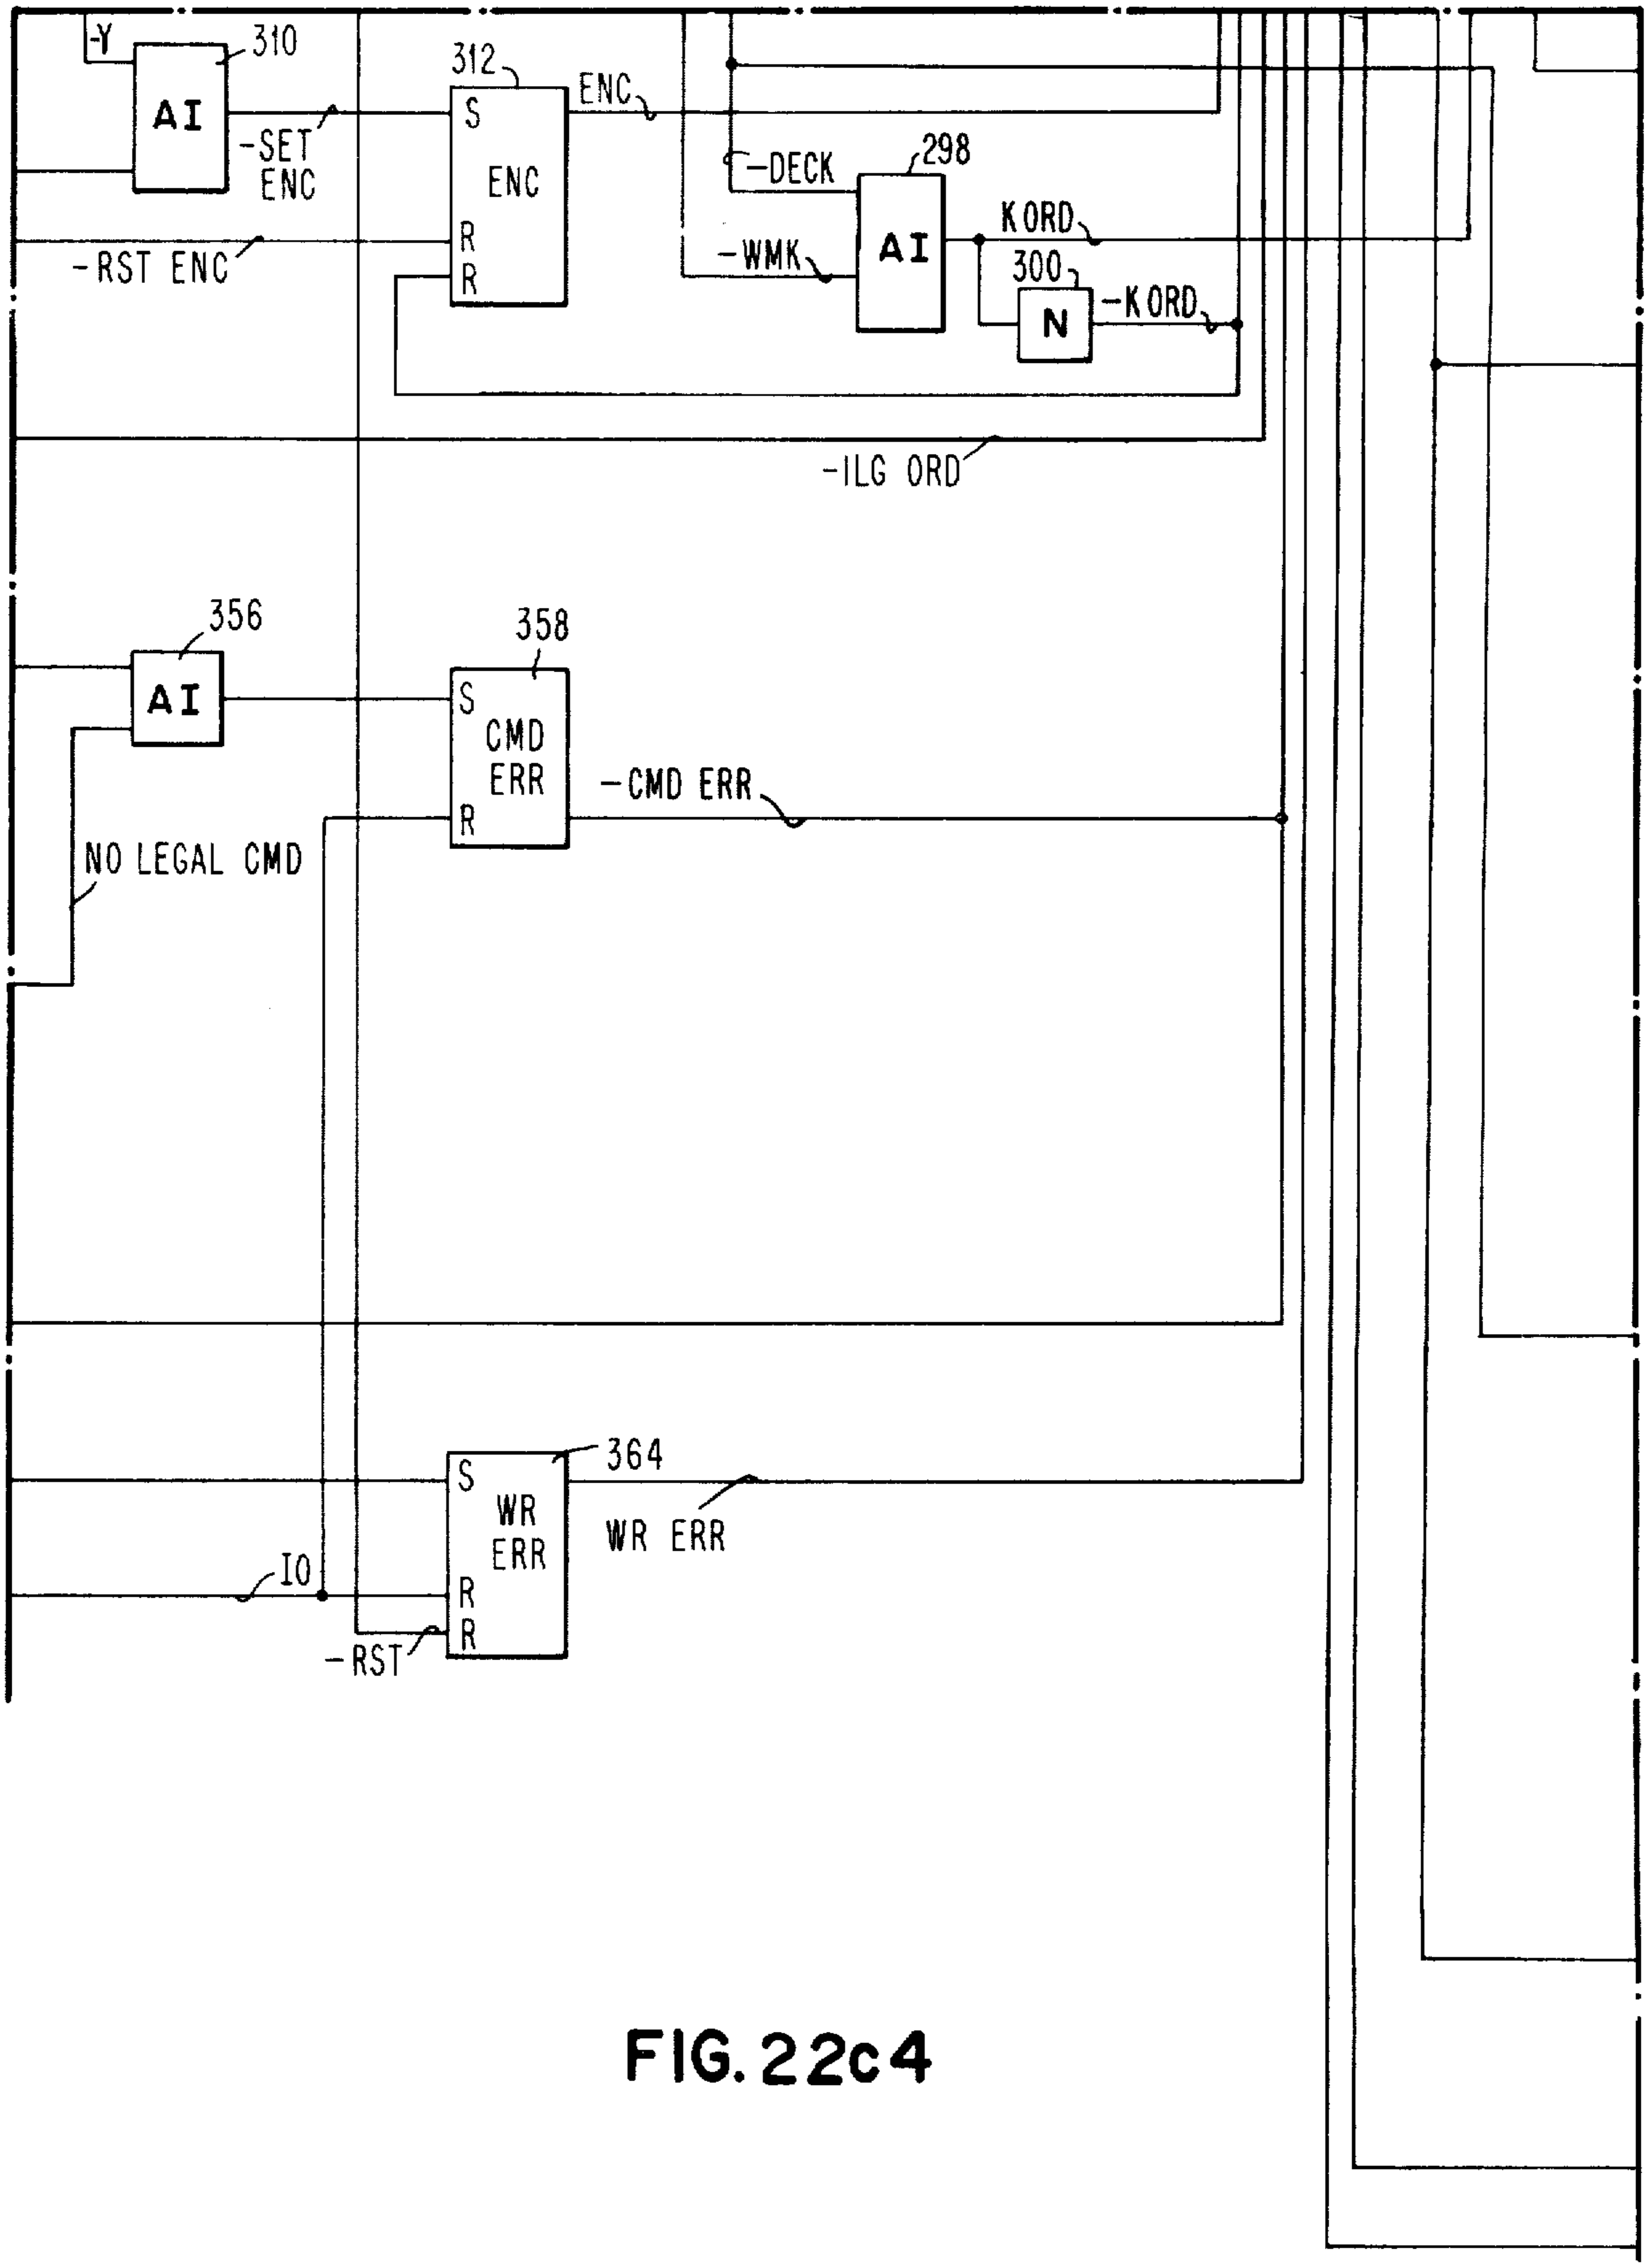 -Y
310
AI
-SET
ENC
312
S
ENC
R
R
ENC
-RST ENC
-DECK
298
AI
-WMK
KORD
300
N
-KORD
-ILG ORD
356
AI
358
S
CMD
ERR
R
-CMD ERR
NO LEGAL CMD
364
S
WR
ERR
R
R
WR ERR
IO
-RST
FIG. 22c4